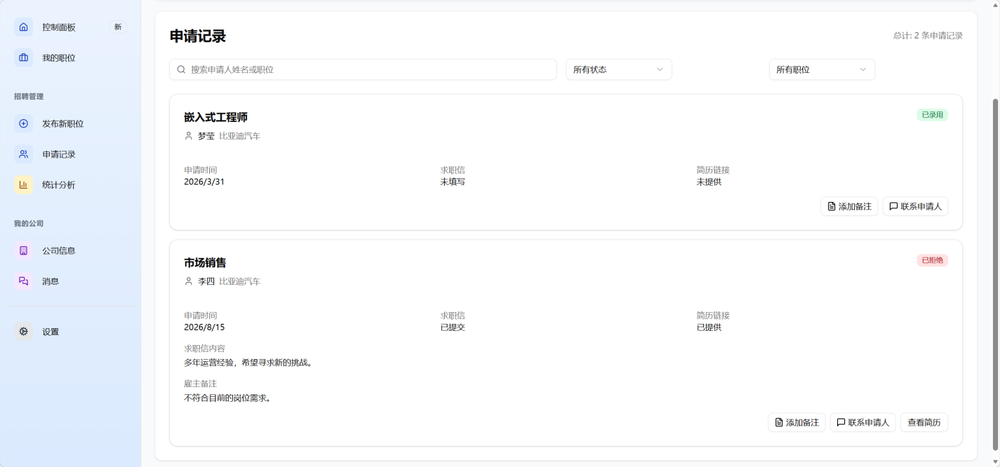 控制面板 新
我的职位
招聘管理
发布新职位
申请记录
统计分析
我的公司
公司信息
消息
设置
申请记录
总计: 2 条申请记录
搜索申请人姓名或职位
所有状态
所有职位
嵌入式工程师
已录用
梦莹 比亚迪汽车
申请时间 求职信 简历链接
2026/3/31 未填写 未提供
添加备注 联系申请人
市场销售
已拒绝
李四 比亚迪汽车
申请时间 求职信 简历链接
2026/8/15 已提交 已提供
求职信内容
多年运营经验，希望寻求新的挑战。
雇主备注
不符合目前的岗位需求。
添加备注 联系申请人 查看简历